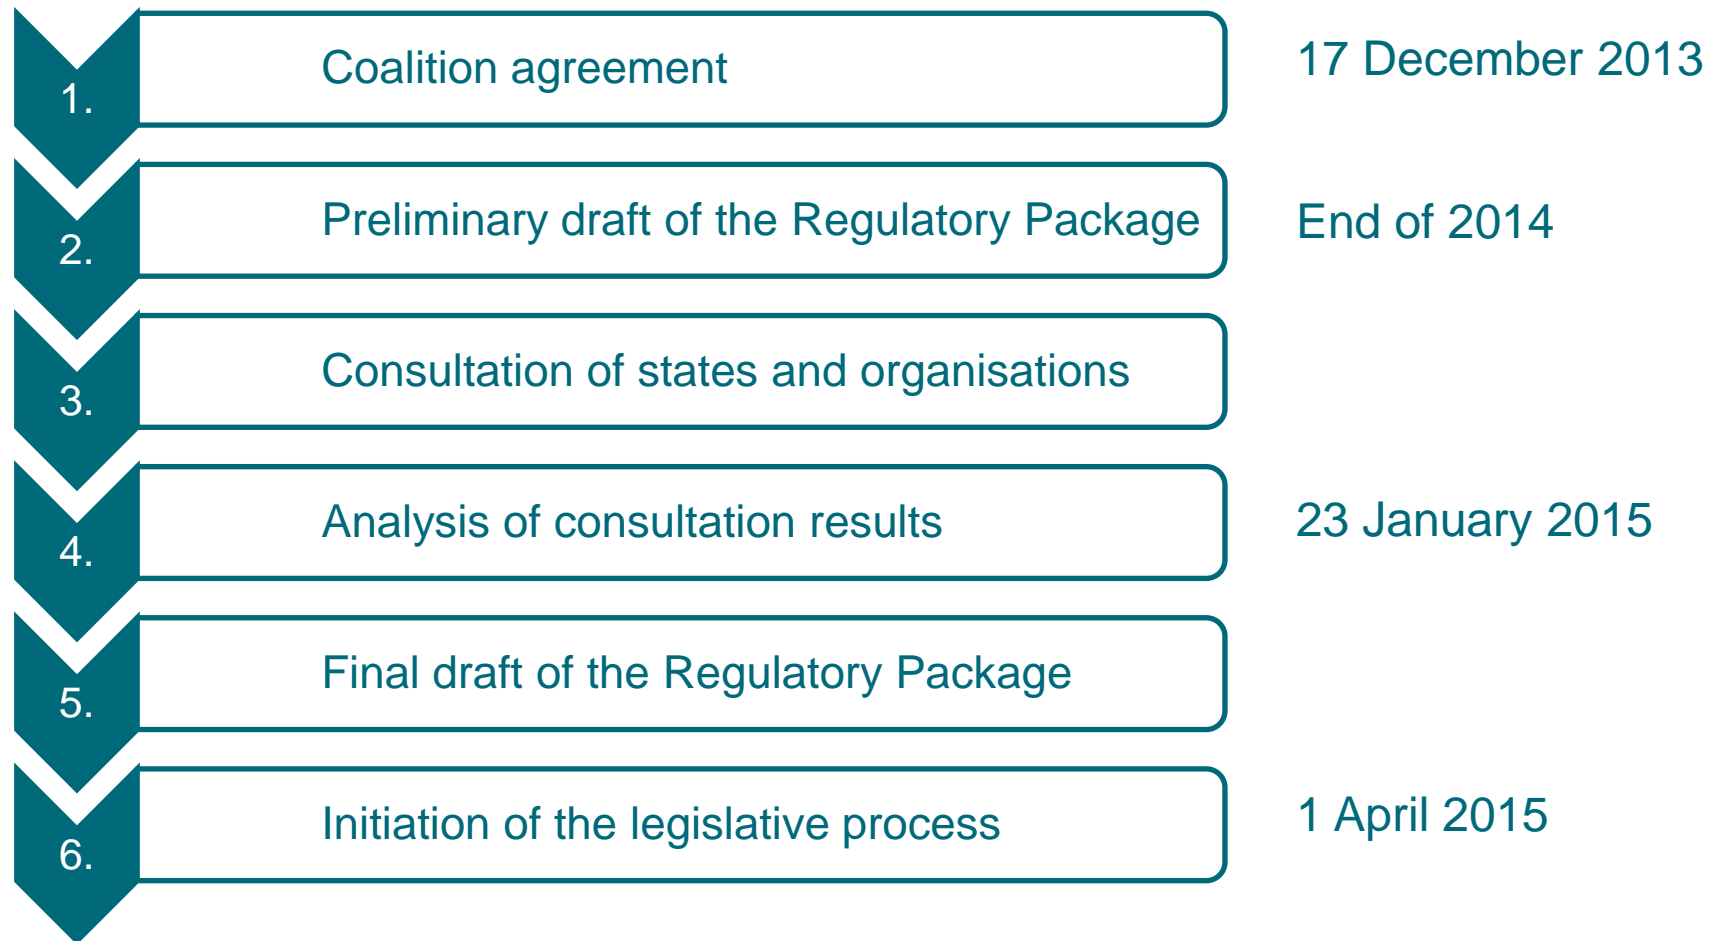 1.
Coalition agreement
17 December 2013
2.
Preliminary draft of the Regulatory Package
End of 2014
3.
Consultation of states and organisations
4.
Analysis of consultation results
23 January 2015
5.
Final draft of the Regulatory Package
6.
Initiation of the legislative process
1 April 2015